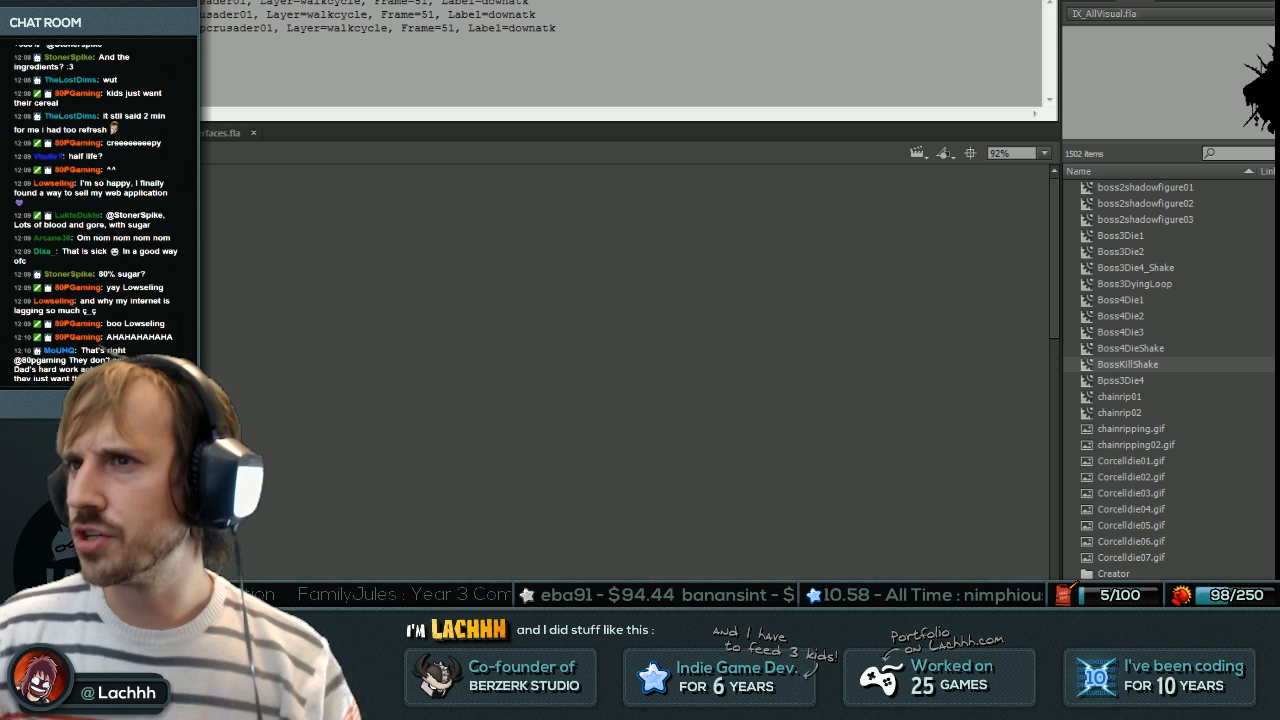 CHAT ROOM
@StonerSpike
12:08 StonerSpike: And the
ingredients? :3
12:08 TheLostDims: wut
12:08 80PGaming: kids just want
their cereal
12:08 TheLostDims: it still said 2 min
for me i had too refresh
12:09 80PGaming: creeeeeeeepy
half life?
12:09 80PGaming: ^^
Lowseling: I'm so happy, I finally
found a way to sell my web application
12:09 LukteDukte: @StonerSpike,
Lots of blood and gore, with sugar
12:09 Arcane36: Om nom nom nom nom
12:09 Dixa_: That is sick In a good way
ofc
12:09 StonerSpike: 80% sugar?
12:09 80PGaming: yay Lowseling
12:09 Lowseling: and why my internet is
lagging so much ç_ç
12:09 80PGaming: boo Lowseling
12:10 80PGaming: AHAHAHAHAHA
12:10 MoUHQ: That's right
@80pgaming They don't
Dad's hard work
they just want
sader01, Layer=walkcycle, Frame=51, Label=downatk
usader01, Layer=walkcycle, Frame=51, Label=downatk
pcrusader01, Layer=walkcycle, Frame=51, Label=downatk
erfaces.fla ×
92%
IX_AllVisual.fla
1502 items
Name Lin
boss2shadowfigure01
boss2shadowfigure02
boss2shadowfigure03
Boss3Die1
Boss3Die2
Boss3Die4_Shake
Boss3DyingLoop
Boss4Die1
Boss4Die2
Boss4Die3
Boss4DieShake
BossKillShake
Bpss3Die4
chainrip01
chainrip02
chainripping.gif
chainripping02.gif
Corcelldie01.gif
Corcelldie02.gif
Corcelldie03.gif
Corcelldie04.gif
Corcelldie05.gif
Corcelldie06.gif
Corcelldie07.gif
Creator
tion FamilyJules : Year 3 Com
eba91 - $94.44 banansint - $
10.58 - All Time : nimphiou
5/100
98/250
I'M LACHHH and I did stuff like this :
And I have
to feed 3 kids!
Portfolio
on Lachhh.com
@ Lachhh
Co-founder of
BERZERK STUDIO
Indie Game Dev.
FOR 6 YEARS
Worked on
25 GAMES
10
I've been coding
FOR 10 YEARS